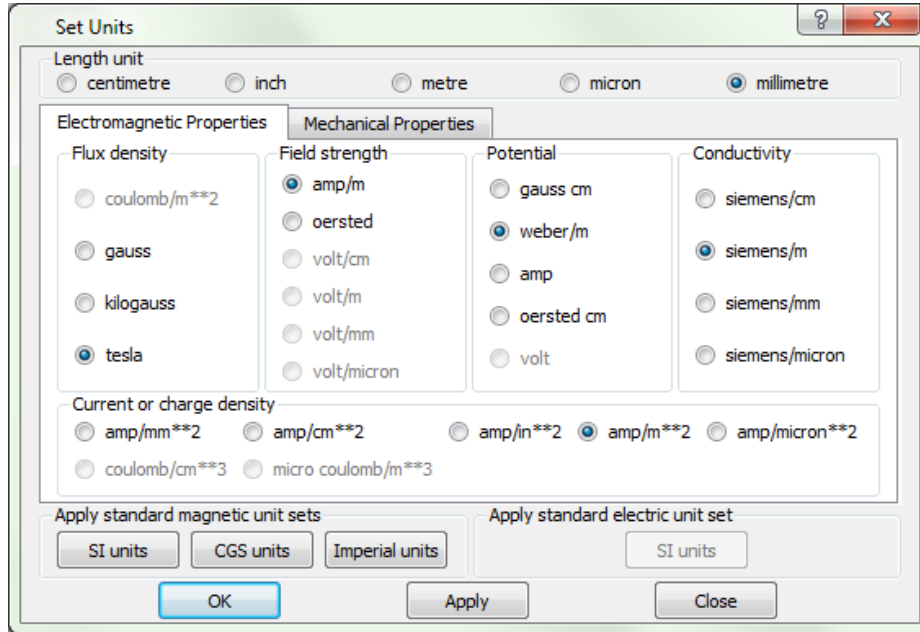 Set Units
?
X
Length unit
centimetre inch metre micron millimetre
Electromagnetic Properties Mechanical Properties
Flux density Field strength Potential Conductivity
coulomb/m**2
gauss
kilogauss
tesla
amp/m
oersted
volt/cm
volt/m
volt/mm
volt/micron
gauss cm
weber/m
amp
oersted cm
volt
siemens/cm
siemens/m
siemens/mm
siemens/micron
Current or charge density
amp/mm**2 amp/cm**2 amp/in**2 amp/m**2 amp/micron**2
coulomb/cm**3 micro coulomb/m**3
Apply standard magnetic unit sets Apply standard electric unit set
SI units CGS units Imperial units SI units
OK Apply Close